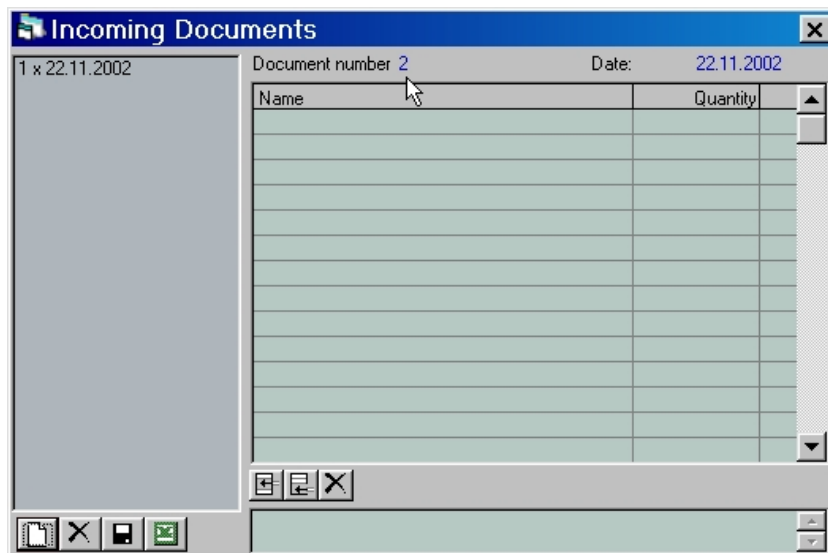 Incoming Documents
1 x 22.11.2002
Document number 2 Date: 22.11.2002
Name Quantity